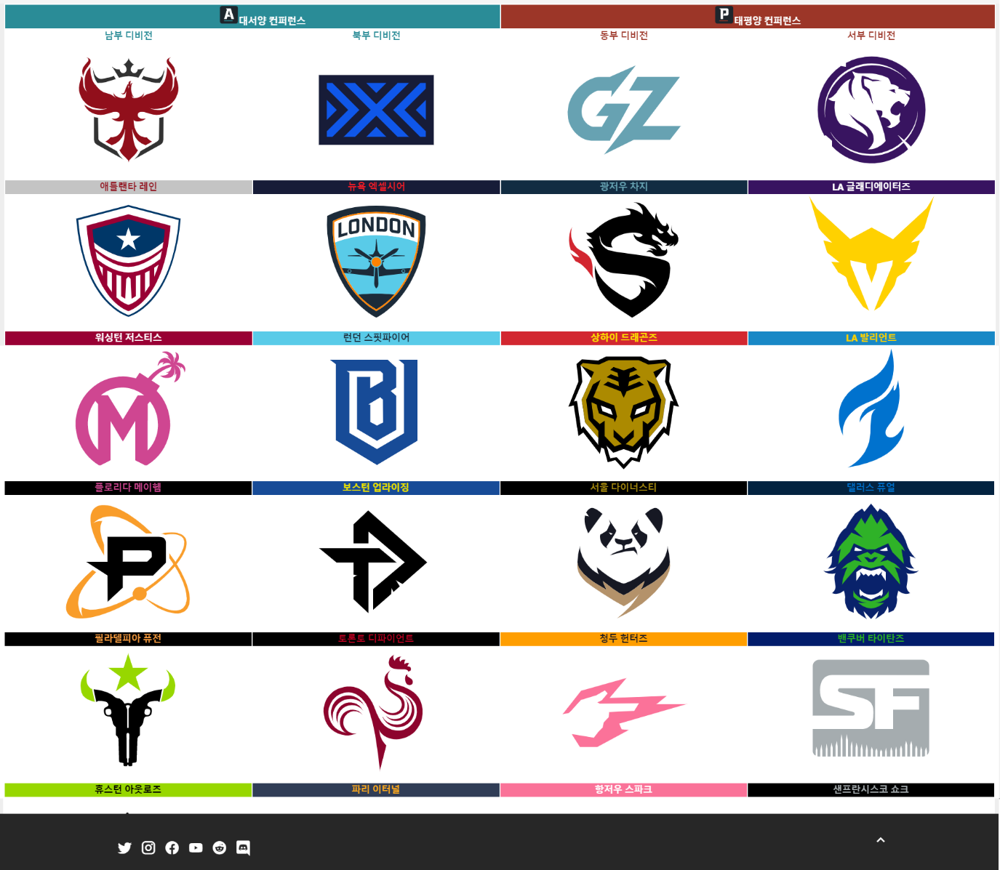 A 대서양 컨퍼런스
P 태평양 컨퍼런스
남부 디비전
북부 디비전
동부 디비전
서부 디비전
GZ
애틀랜타 레인
뉴욕 엑셀시어
광저우 차지
LA 글래디에이터즈
LONDON
워싱턴 저스티스
런던 스핏파이어
상하이 드래곤즈
LA 발리언트
M
B
플로리다 메이헴
보스턴 업라이징
서울 다이너스티
댈러스 퓨얼
P
필라델피아 퓨전
토론토 디파이언트
청두 헌터즈
밴쿠버 타이탄즈
SF
휴스턴 아웃로즈
파리 이터널
항저우 스파크
샌프란시스코 쇼크